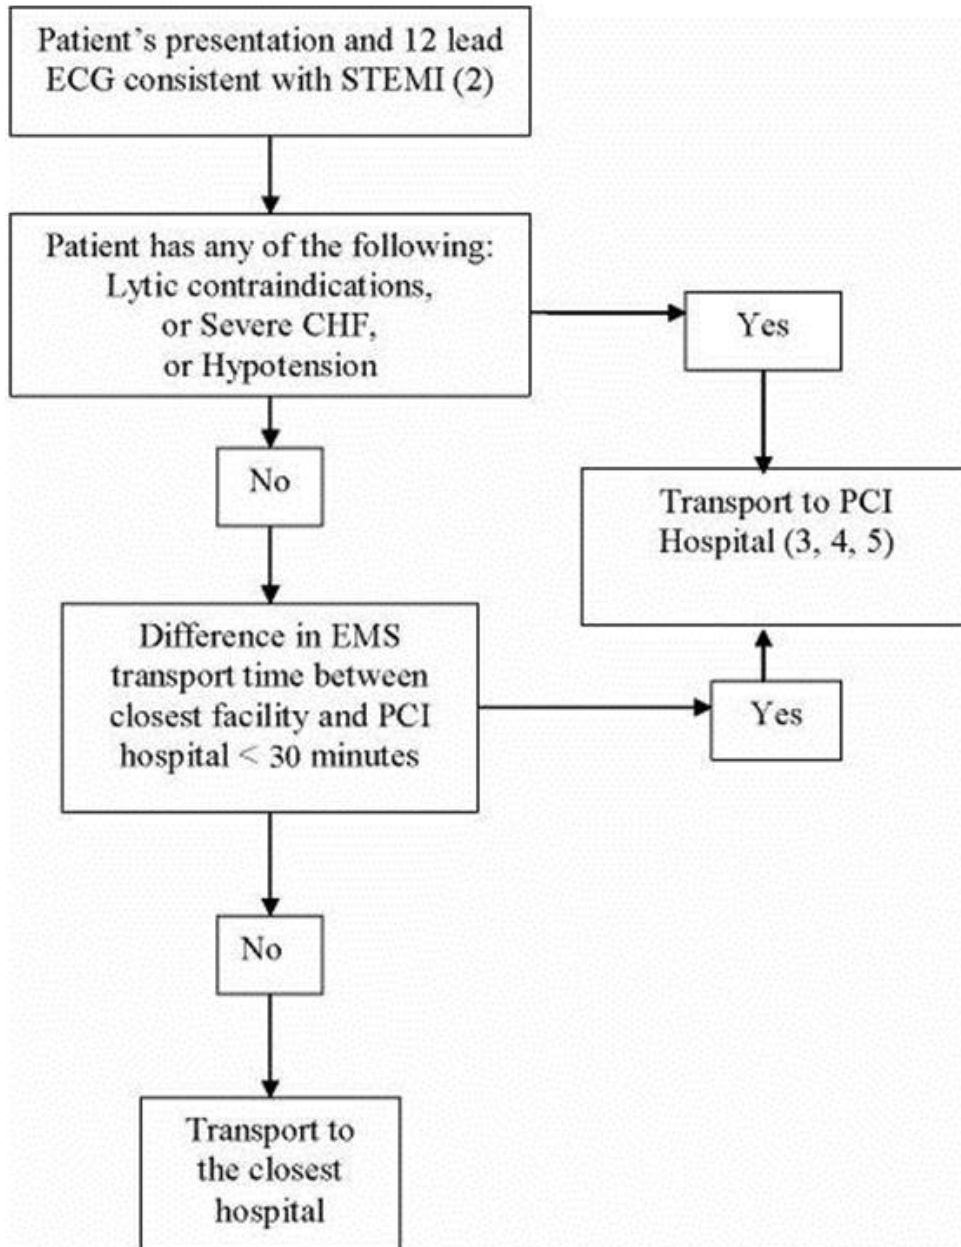 Patient's presentation and 12 lead
ECG consistent with STEMI (2)
Patient has any of the following:
Lytic contraindications,
or Severe CHF,
or Hypotension
Yes
No
Transport to PCI
Hospital (3, 4, 5)
Difference in EMS
transport time between
closest facility and PCI
hospital < 30 minutes
Yes
No
Transport to
the closest
hospital